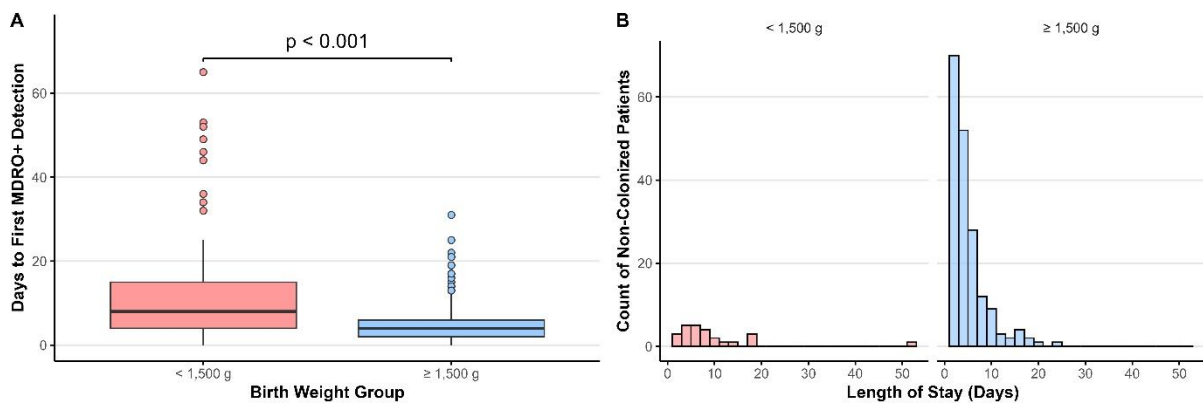 A
p < 0.001
Days to First MDRO+ Detection
60
40
20
0
< 1,500 g
≥ 1,500 g
Birth Weight Group
B
< 1,500 g
≥ 1,500 g
Count of Non-Colonized Patients
60
40
20
0
0 10 20 30 40 50
0 10 20 30 40 50
Length of Stay (Days)